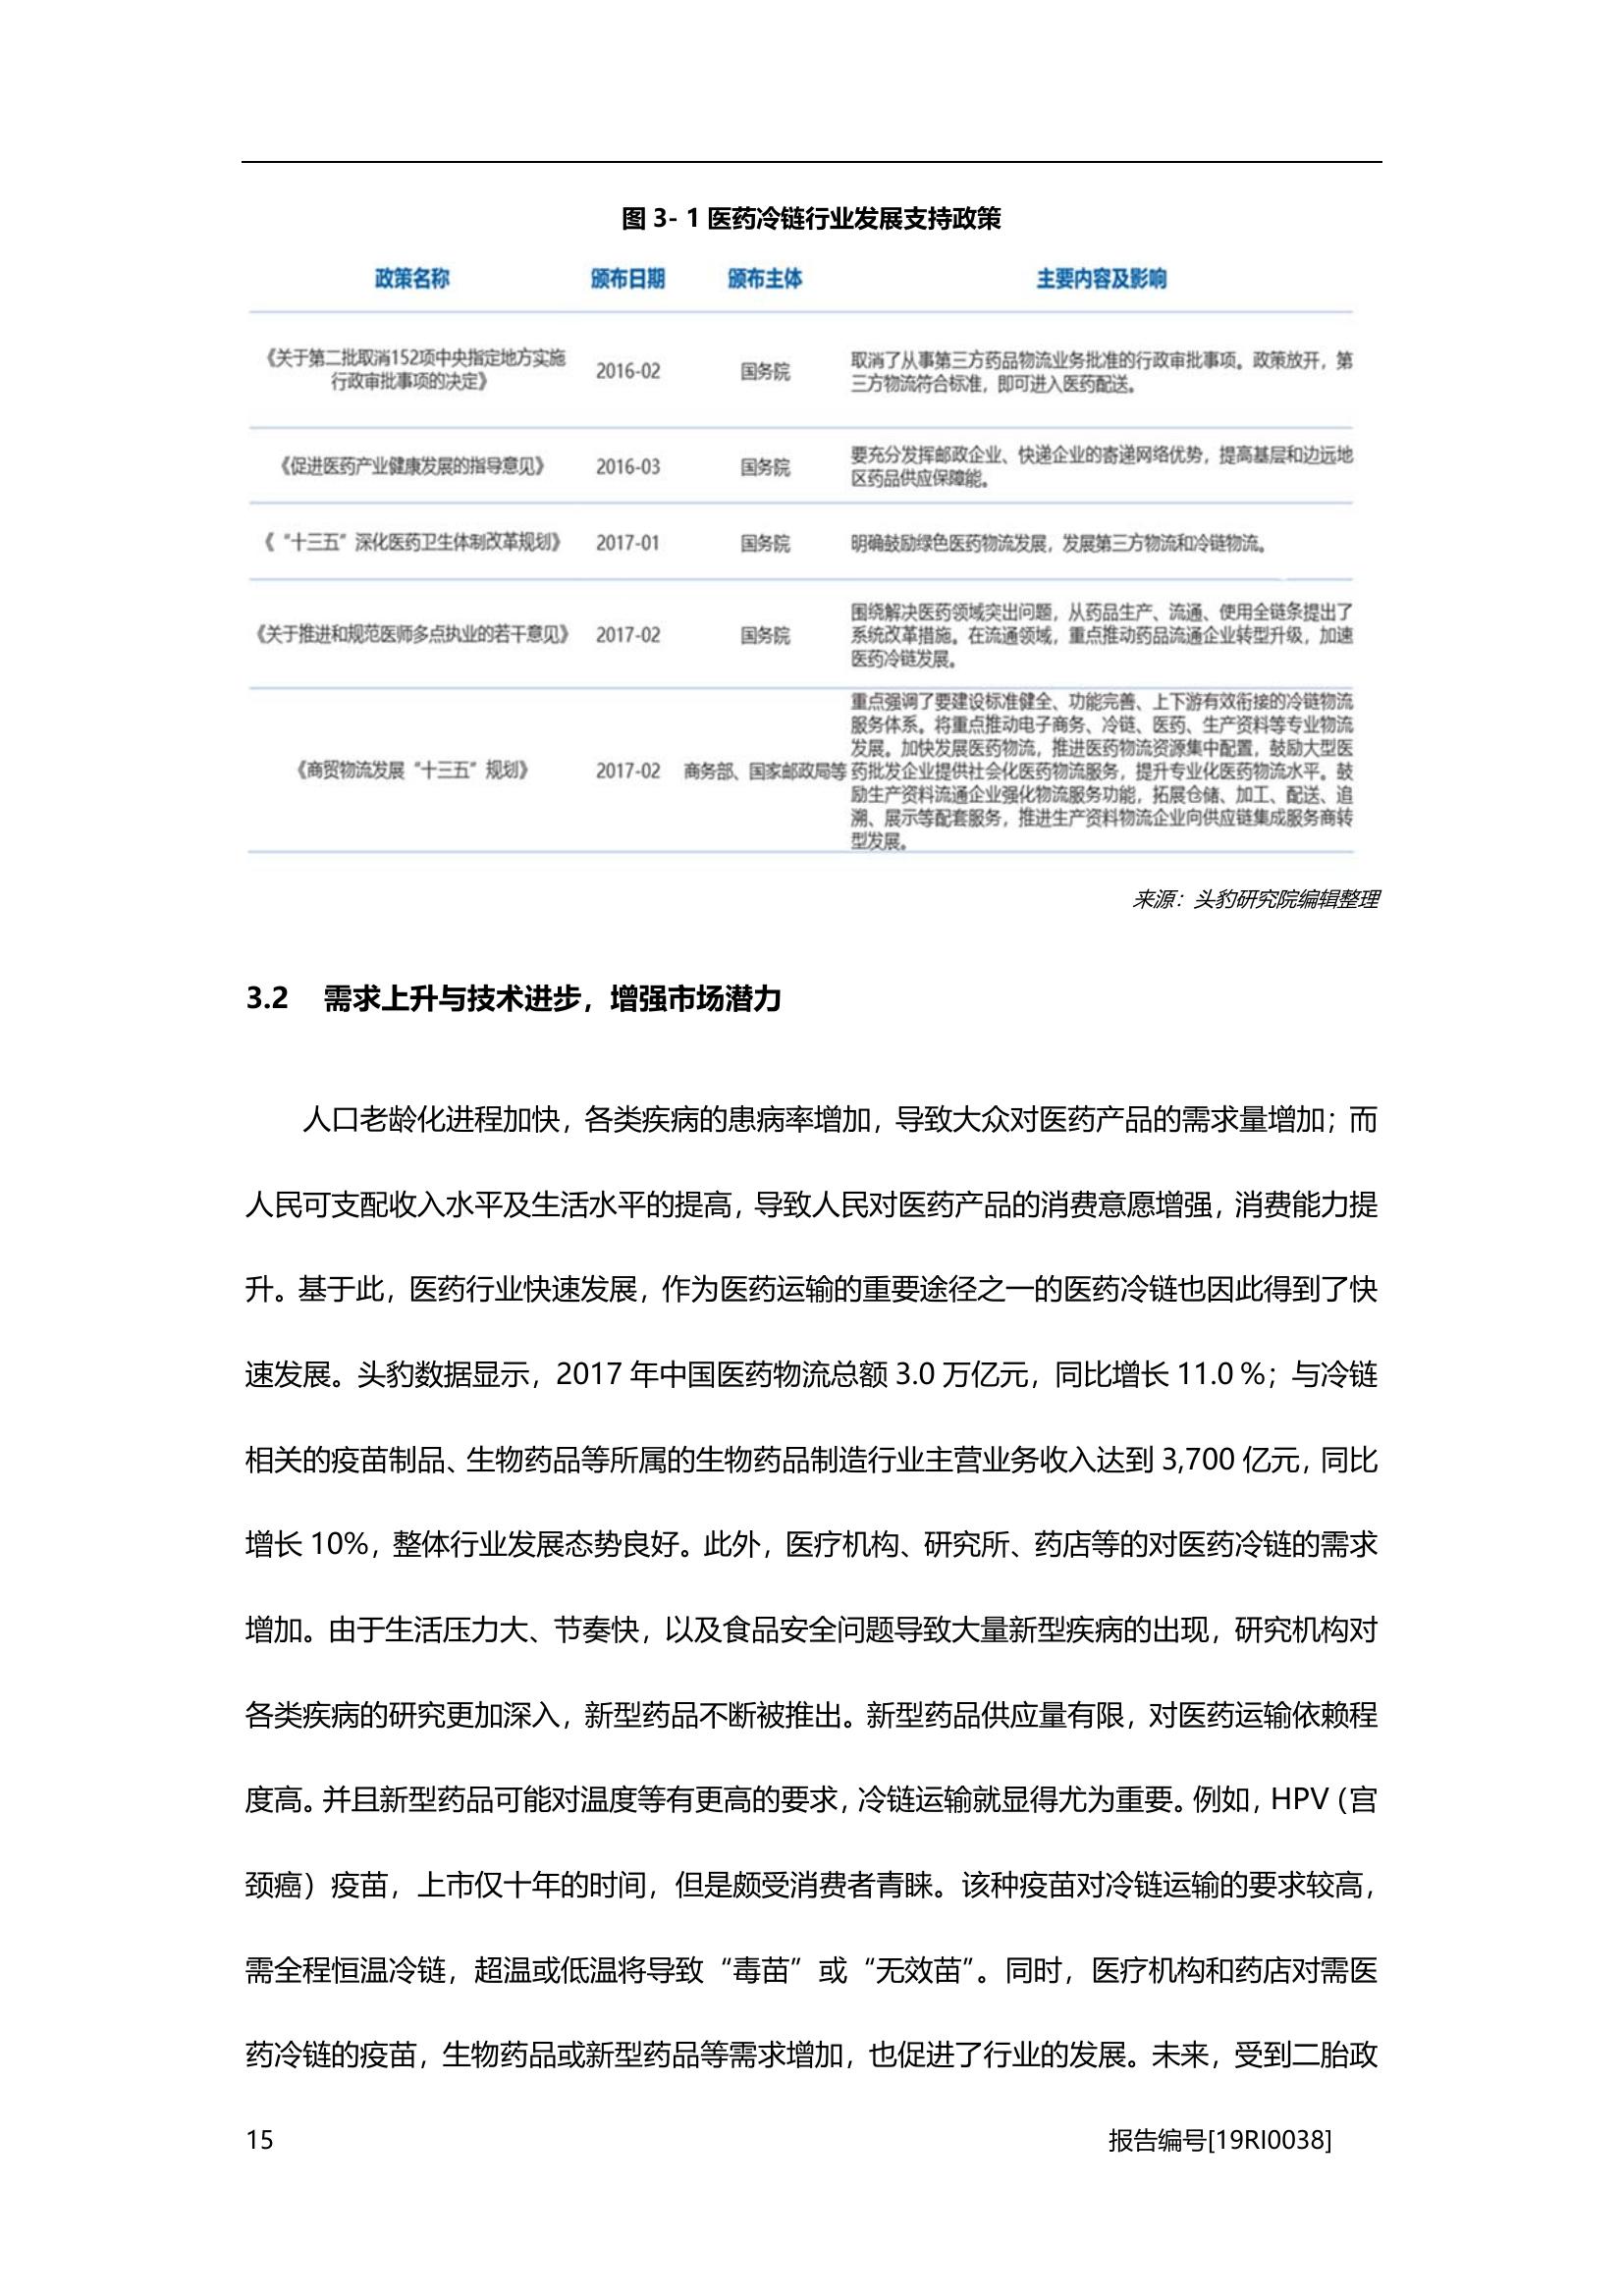 图 3- 1 医药冷链行业发展支持政策
政策名称 颁布日期 颁布主体 主要内容及影响
《关于第二批取消152项中央指定地方实施
行政审批事项的决定》
2016-02
国务院
取消了从事第三方药品物流业务批准的行政审批事项。政策放开，第
三方物流符合标准，即可进入医药配送。
《促进医药产业健康发展的指导意见》
2016-03
国务院
要充分发挥邮政企业、快递企业的寄递网络优势，提高基层和边远地
区药品供应保障能。
《“十三五”深化医药卫生体制改革规划》
2017-01
国务院
明确鼓励绿色医药物流发展，发展第三方物流和冷链物流。
《关于推进和规范医师多点执业的若干意见》
2017-02
国务院
围绕解决医药领域突出问题，从药品生产、流通、使用全链条提出了
系统改革措施。在流通领域，重点推动药品流通企业转型升级，加速
医药冷链发展。
《商贸物流发展“十三五”规划》
2017-02
商务部、国家邮政局等
重点强调了要建设标准健全、功能完善、上下游有效衔接的冷链物流
服务体系。将重点推动电子商务、冷链、医药、生产资料等专业物流
发展。加快发展医药物流，推进医药物流资源集中配置，鼓励大型医
药批发企业提供社会化医药物流服务，提升专业化医药物流水平。鼓
励生产资料流通企业强化物流服务功能，拓展仓储、加工、配送、追
溯、展示等配套服务，推进生产资料物流企业向供应链集成服务商转
型发展。
来源：头豹研究院编辑整理
3.2 需求上升与技术进步，增强市场潜力
人口老龄化进程加快，各类疾病的患病率增加，导致大众对医药产品的需求量增加；而
人民可支配收入水平及生活水平的提高，导致人民对医药产品的消费意愿增强，消费能力提
升。基于此，医药行业快速发展，作为医药运输的重要途径之一的医药冷链也因此得到了快
速发展。头豹数据显示，2017 年中国医药物流总额 3.0 万亿元，同比增长 11.0 %；与冷链
相关的疫苗制品、生物药品等所属的生物药品制造行业主营业务收入达到 3,700 亿元，同比
增长 10%，整体行业发展态势良好。此外，医疗机构、研究所、药店等的对医药冷链的需求
增加。由于生活压力大、节奏快，以及食品安全问题导致大量新型疾病的出现，研究机构对
各类疾病的研究更加深入，新型药品不断被推出。新型药品供应量有限，对医药运输依赖程
度高。并且新型药品可能对温度等有更高的要求，冷链运输就显得尤为重要。例如，HPV（宫
颈癌）疫苗，上市仅十年的时间，但是颇受消费者青睐。该种疫苗对冷链运输的要求较高，
需全程恒温冷链，超温或低温将导致“毒苗”或“无效苗”。同时，医疗机构和药店对需医
药冷链的疫苗，生物药品或新型药品等需求增加，也促进了行业的发展。未来，受到二胎政
15 报告编号[19RI0038]